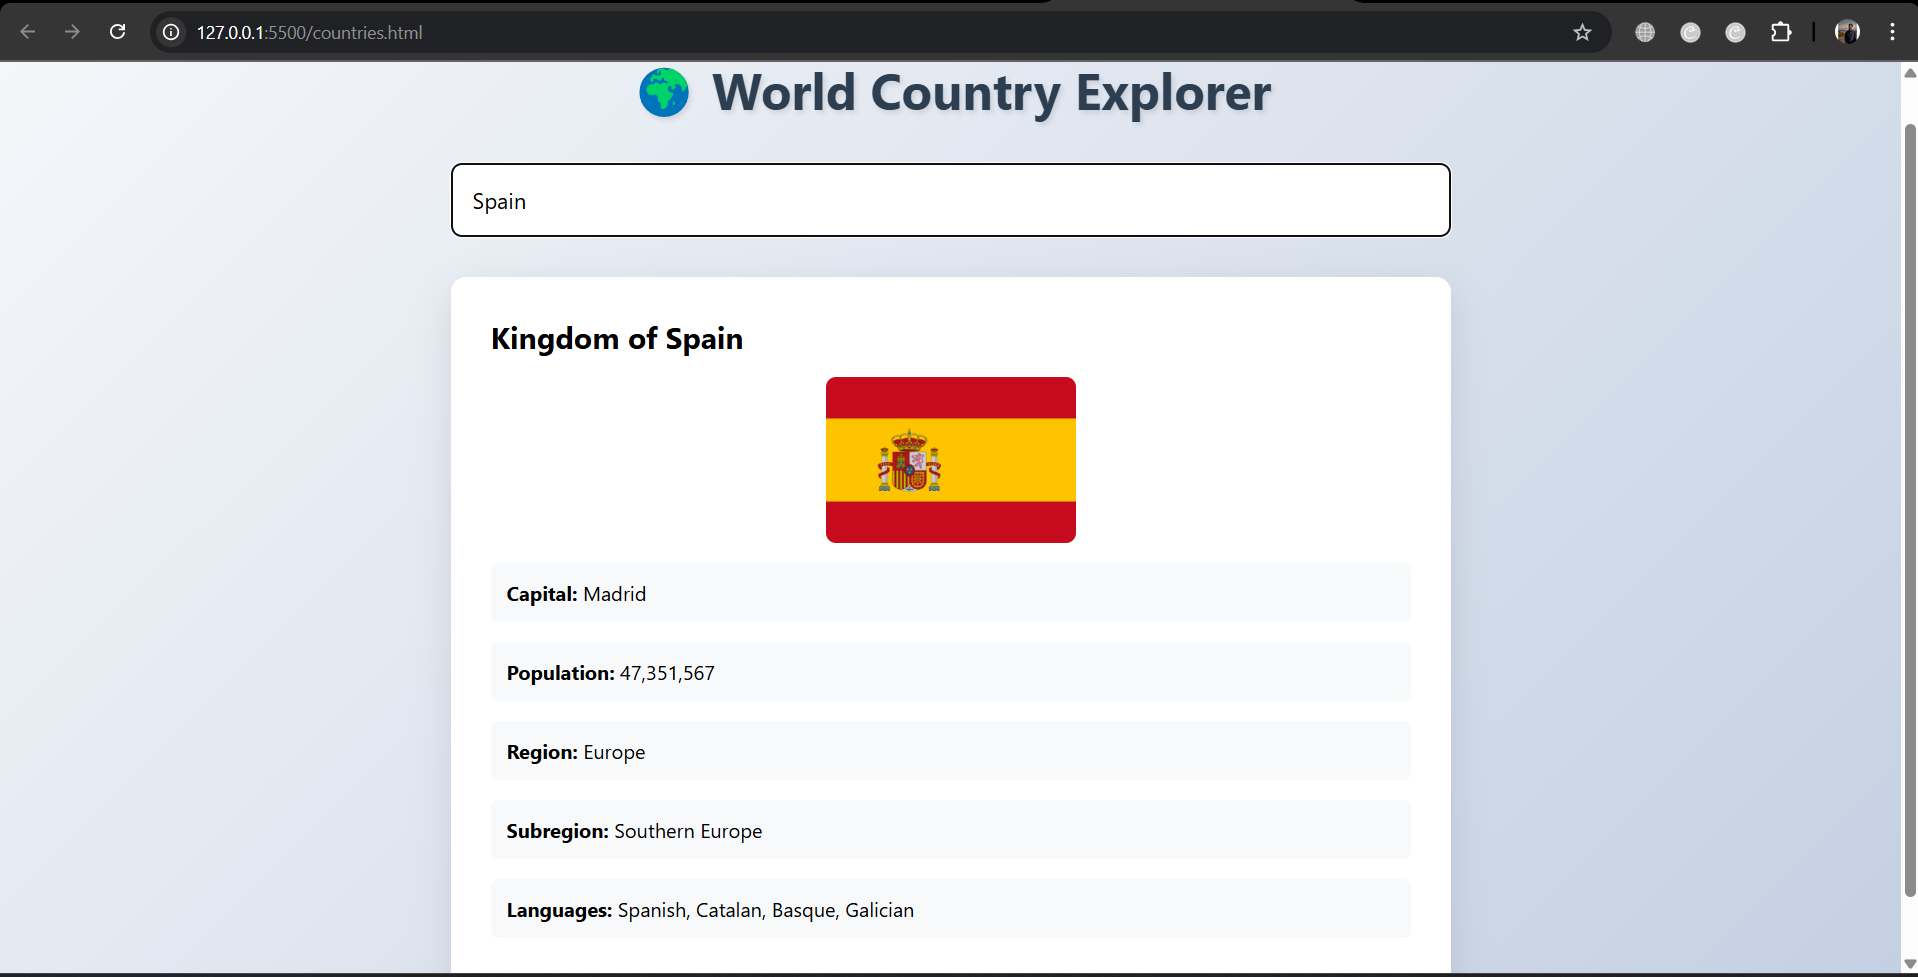 127.0.0.1:5500/countries.html
World Country Explorer
Spain
Kingdom of Spain
Capital: Madrid
Population: 47,351,567
Region: Europe
Subregion: Southern Europe
Languages: Spanish, Catalan, Basque, Galician